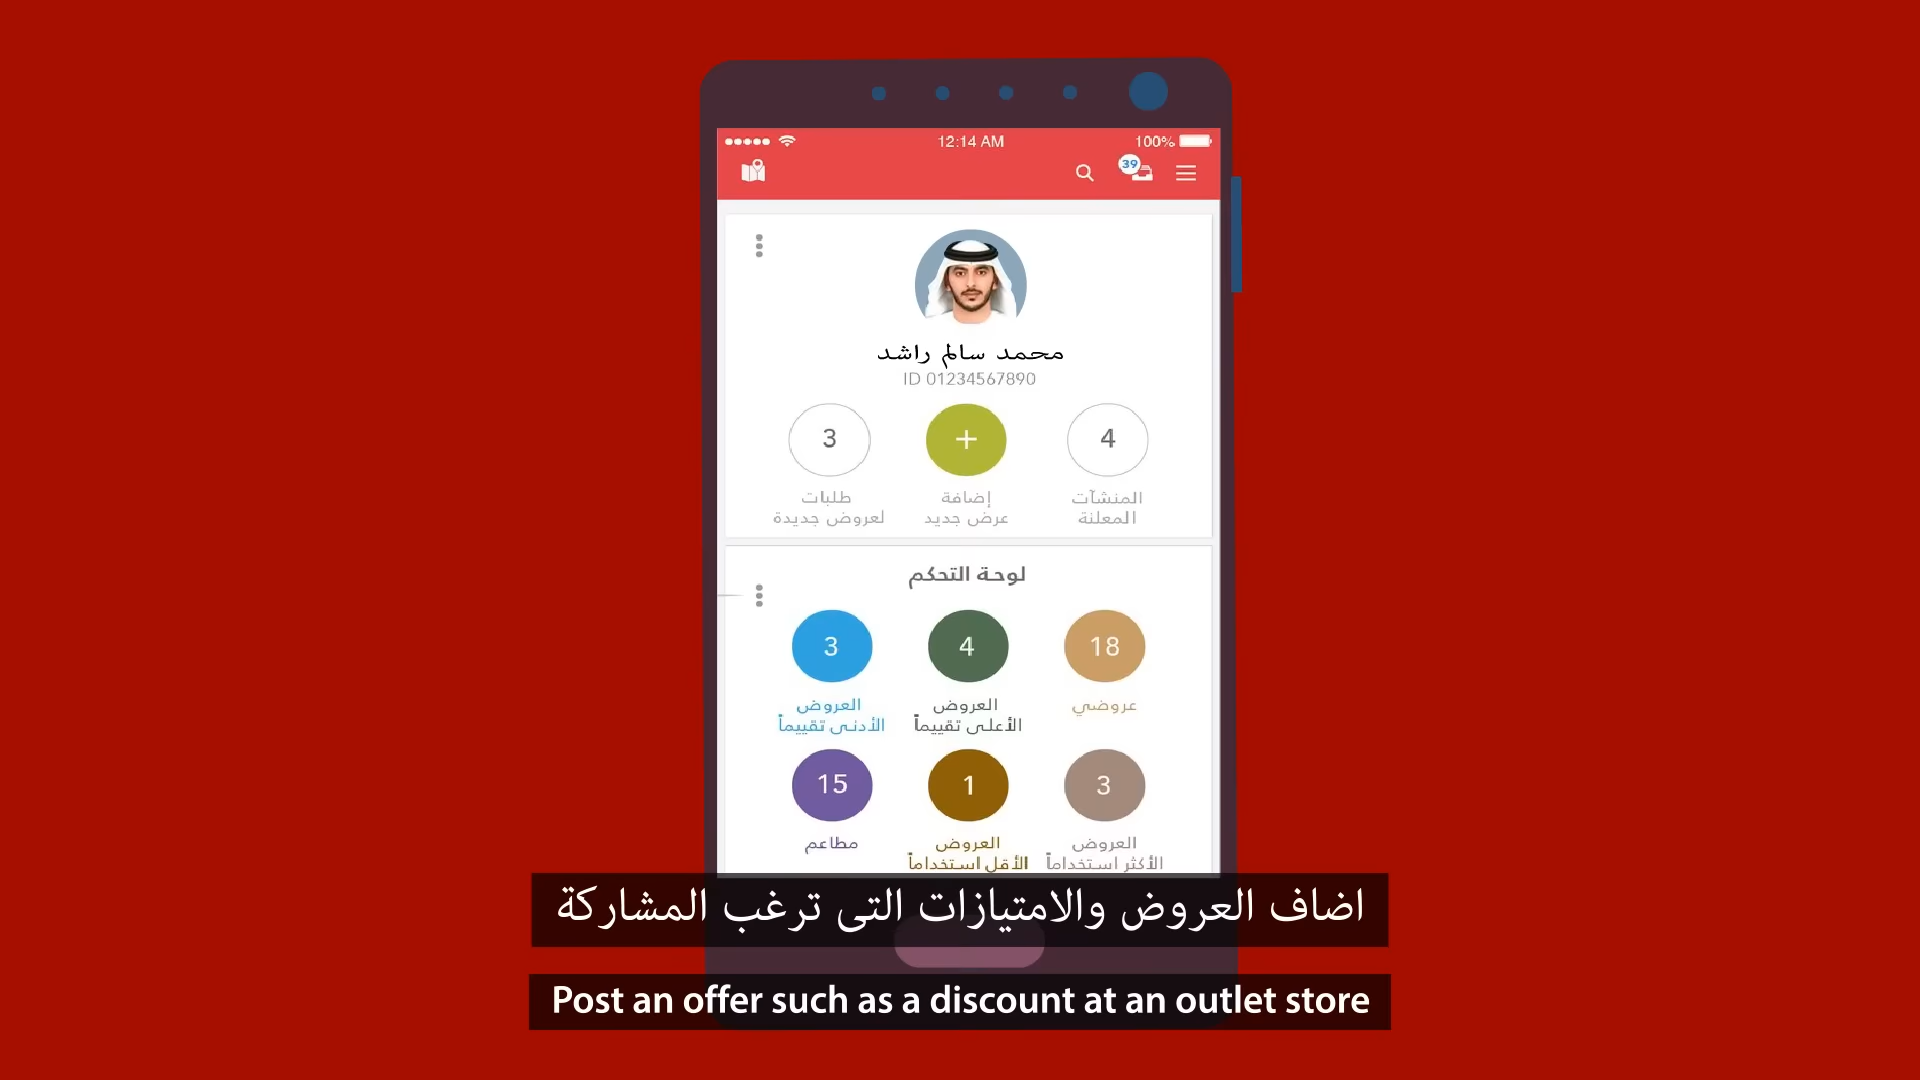 12:14 AM
100%
39
محمد سالم راشد
ID 01234567890
4
+
3
المنشآت
المعلنة
إضافة
عرض جديد
طلبات
لعروض جديدة
لوحة التحكم
18
4
3
عروضي
العروض
الأعلى تقييماً
العروض
الأدنى تقييماً
3
1
15
العروض
الأكثر استخداماً
العروض
الأقل استخداماً
مطاعم
اضاف العروض والامتيازات التى ترغب المشاركة
Post an offer such as a discount at an outlet store